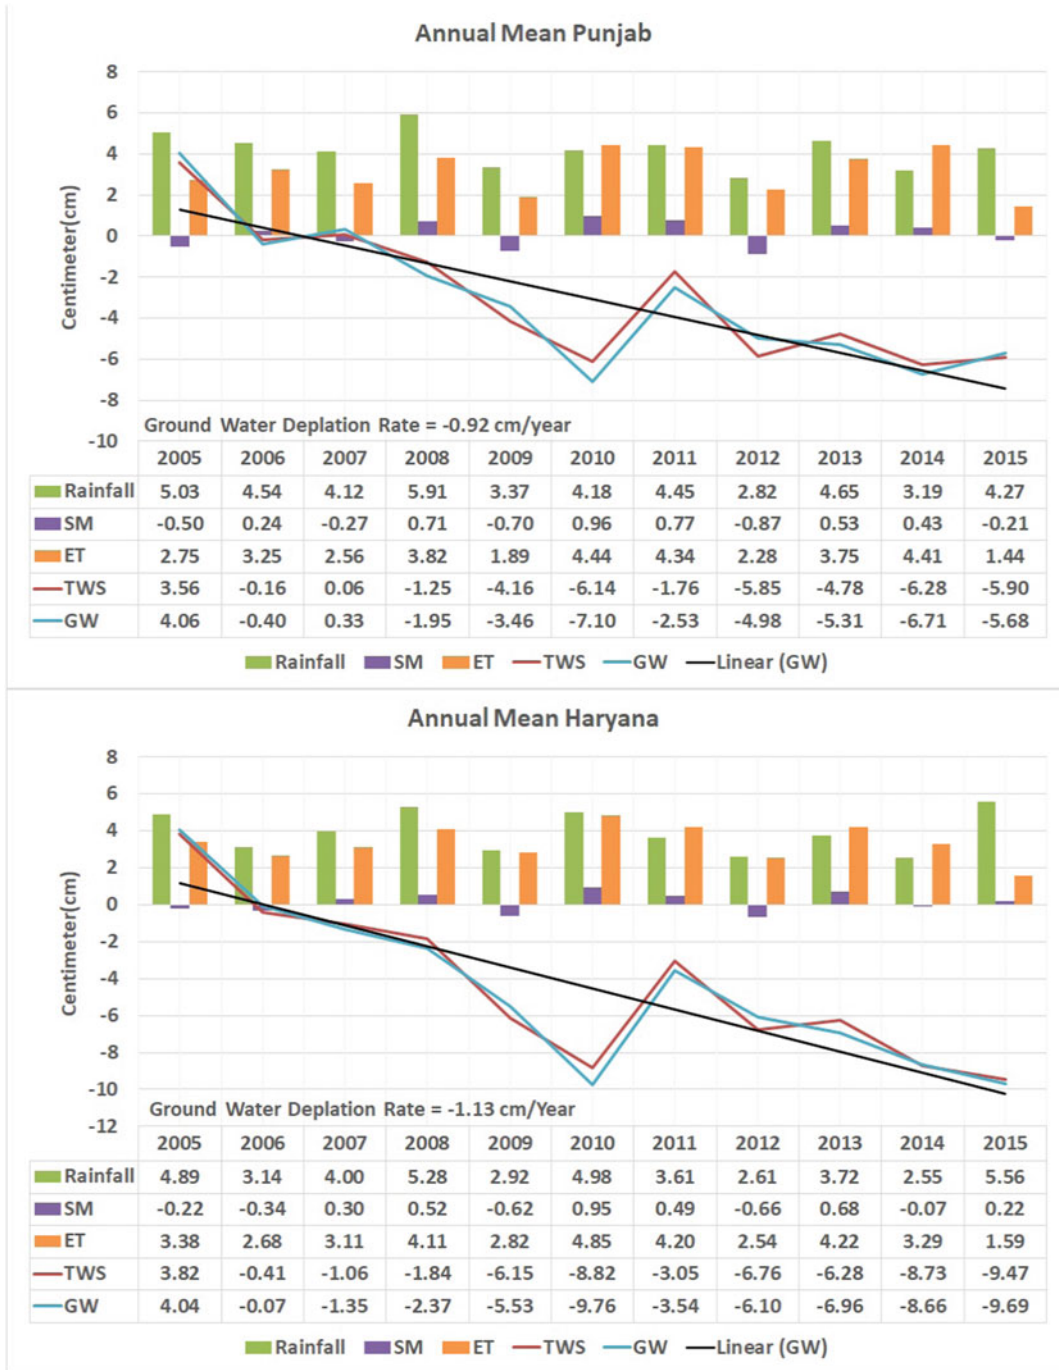 Annual Mean Punjab
8
6
4
2
0
-2
-4
-6
-8
-10
Centimeter(cm)
Ground Water Deplation Rate = -0.92 cm/year
2005 2006 2007 2008 2009 2010 2011 2012 2013 2014 2015
Rainfall 5.03 4.54 4.12 5.91 3.37 4.18 4.45 2.82 4.65 3.19 4.27
SM -0.50 0.24 -0.27 0.71 -0.70 0.96 0.77 -0.87 0.53 0.43 -0.21
ET 2.75 3.25 2.56 3.82 1.89 4.44 4.34 2.28 3.75 4.41 1.44
TWS 3.56 -0.16 0.06 -1.25 -4.16 -6.14 -1.76 -5.85 -4.78 -6.28 -5.90
GW 4.06 -0.40 0.33 -1.95 -3.46 -7.10 -2.53 -4.98 -5.31 -6.71 -5.68
Rainfall SM ET TWS GW Linear (GW)
Annual Mean Haryana
8
6
4
2
0
-2
-4
-6
-8
-10
-12
Centimeter(cm)
Ground Water Deplation Rate = -1.13 cm/Year
2005 2006 2007 2008 2009 2010 2011 2012 2013 2014 2015
Rainfall 4.89 3.14 4.00 5.28 2.92 4.98 3.61 2.61 3.72 2.55 5.56
SM -0.22 -0.34 0.30 0.52 -0.62 0.95 0.49 -0.66 0.68 -0.07 0.22
ET 3.38 2.68 3.11 4.11 2.82 4.85 4.20 2.54 4.22 3.29 1.59
TWS 3.82 -0.41 -1.06 -1.84 -6.15 -8.82 -3.05 -6.76 -6.28 -8.73 -9.47
GW 4.04 -0.07 -1.35 -2.37 -5.53 -9.76 -3.54 -6.10 -6.96 -8.66 -9.69
Rainfall SM ET TWS GW Linear (GW)